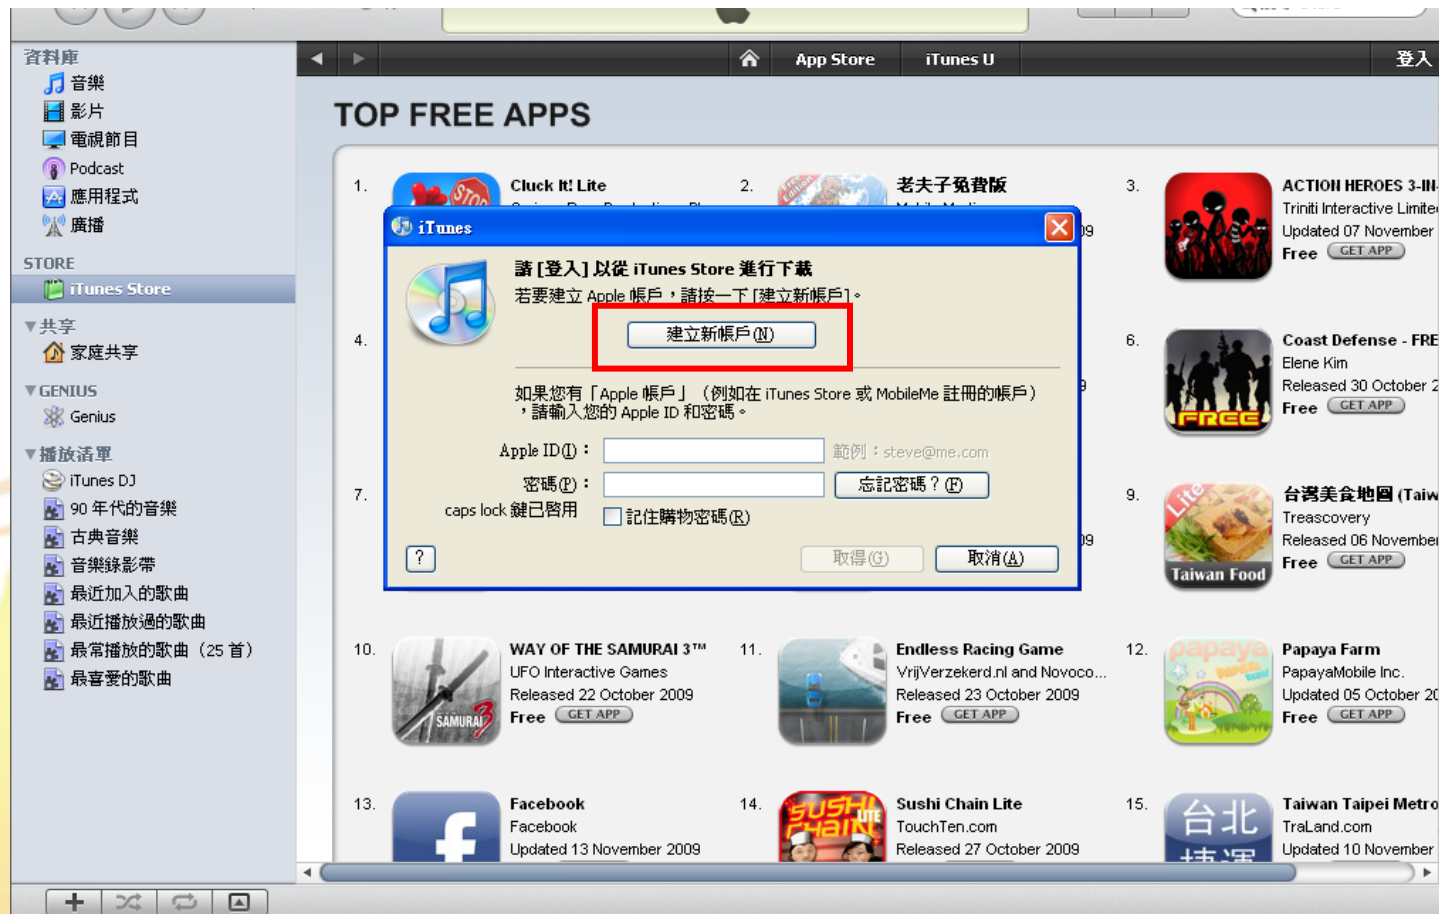 資料庫
音樂
影片
電視節目
Podcast
應用程式
廣播
STORE
iTunes Store
共享
家庭共享
GENIUS
Genius
播放清單
iTunes DJ
90 年代的音樂
古典音樂
音樂錄影帶
最近加入的歌曲
最近播放過的歌曲
最常播放的歌曲（25 首）
最喜愛的歌曲
App Store
iTunes U
登入
TOP FREE APPS
1.
STOP
Cluck It! Lite
2.
老夫子免費版
3.
ACTION HEROES 3-IN-
Triniti Interactive Limite
Updated 07 November
Free GET APP
iTunes
請 [登入] 以從 iTunes Store 進行下載
若要建立 Apple 帳戶，請按一下 [建立新帳戶]。
建立新帳戶(N)
如果您有「Apple 帳戶」（例如在 iTunes Store 或 MobileMe 註冊的帳戶）
，請輸入您的 Apple ID 和密碼。
Apple ID(I)：
範例：steve@me.com
密碼(P)：
忘記密碼？(F)
caps lock 鍵已啓用
記住購物密碼(R)
?
取得(G)
取消(A)
09
4.
6.
FREE
Coast Defense - FRE
Elene Kim
Released 30 October 2
Free GET APP
9
7.
09
9.
Lite
Taiwan Food
台灣美食地圖 (Taiw
Treascovery
Released 06 November
Free GET APP
10.
SAMURAI 3
WAY OF THE SAMURAI 3™
UFO Interactive Games
Released 22 October 2009
Free GET APP
11.
Endless Racing Game
VrijVerzekerd.nl and Novoco...
Released 23 October 2009
Free GET APP
12.
papaya
Papaya Farm
PapayaMobile Inc.
Updated 05 October 20
Free GET APP
13.
f
Facebook
Facebook
Updated 13 November 2009
14.
SUSHI
CHAIN
LITE
Sushi Chain Lite
TouchTen.com
Released 27 October 2009
15.
台北
捷運
Taiwan Taipei Metro
TraLand.com
Updated 10 November